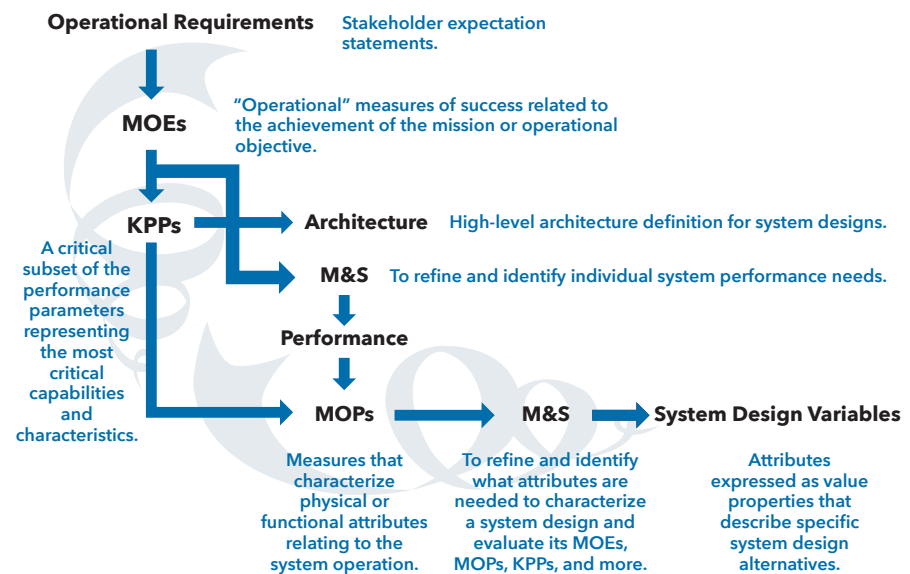 Operational Requirements
Stakeholder expectation
statements.
MOEs
“Operational” measures of success related to
the achievement of the mission or operational
objective.
KPPs
A critical
subset of the
performance
parameters
representing
the most
critical
capabilities
and
characteristics.
Architecture
High-level architecture definition for system designs.
M&S
To refine and identify individual system performance needs.
Performance
MOPs
Measures that
characterize
physical or
functional attributes
relating to the
system operation.
M&S
To refine and identify
what attributes are
needed to characterize
a system design and
evaluate its MOEs,
MOPs, KPPs, and more.
System Design Variables
Attributes
expressed as value
properties that
describe specific
system design
alternatives.